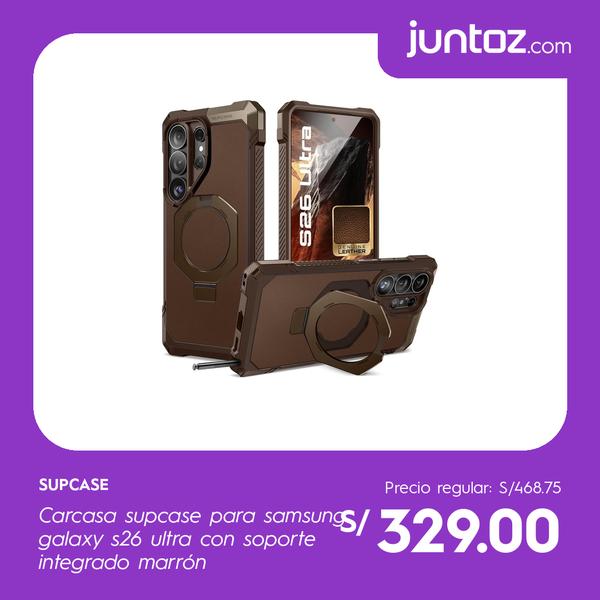 juntoz.com
S26 Ultra
GENUINE
LEATHER
SUPCASE
Carcasa supcase para samsung
galaxy s26 ultra con soporte
integrado marrón
Precio regular: S/468.75
S/ 329.00